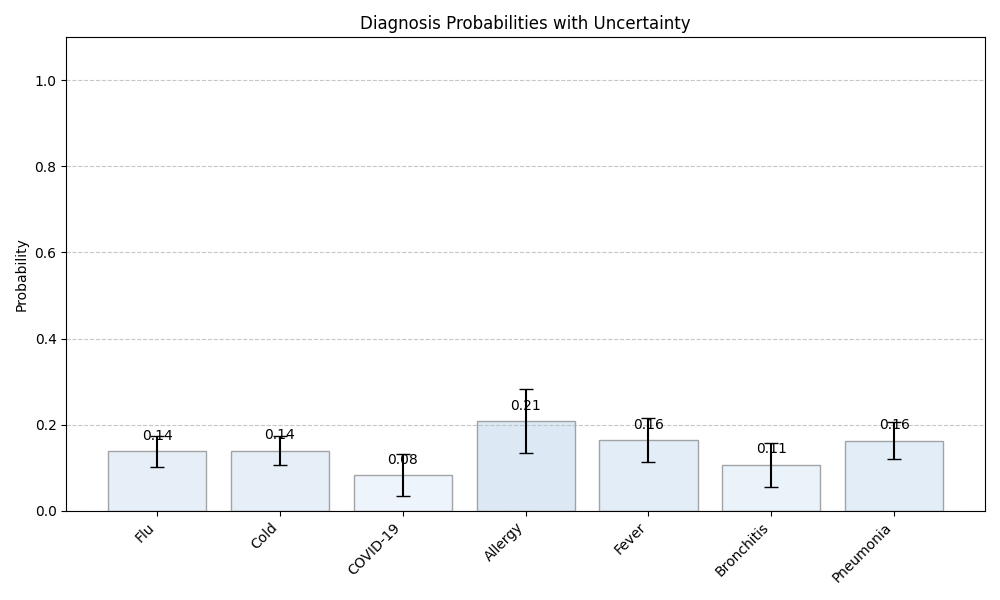 Diagnosis Probabilities with Uncertainty
Probability
1.0
0.8
0.6
0.4
0.2
0.0
0.14
0.14
0.08
0.21
0.16
0.11
0.16
Flu
Cold
COVID-19
Allergy
Fever
Bronchitis
Pneumonia